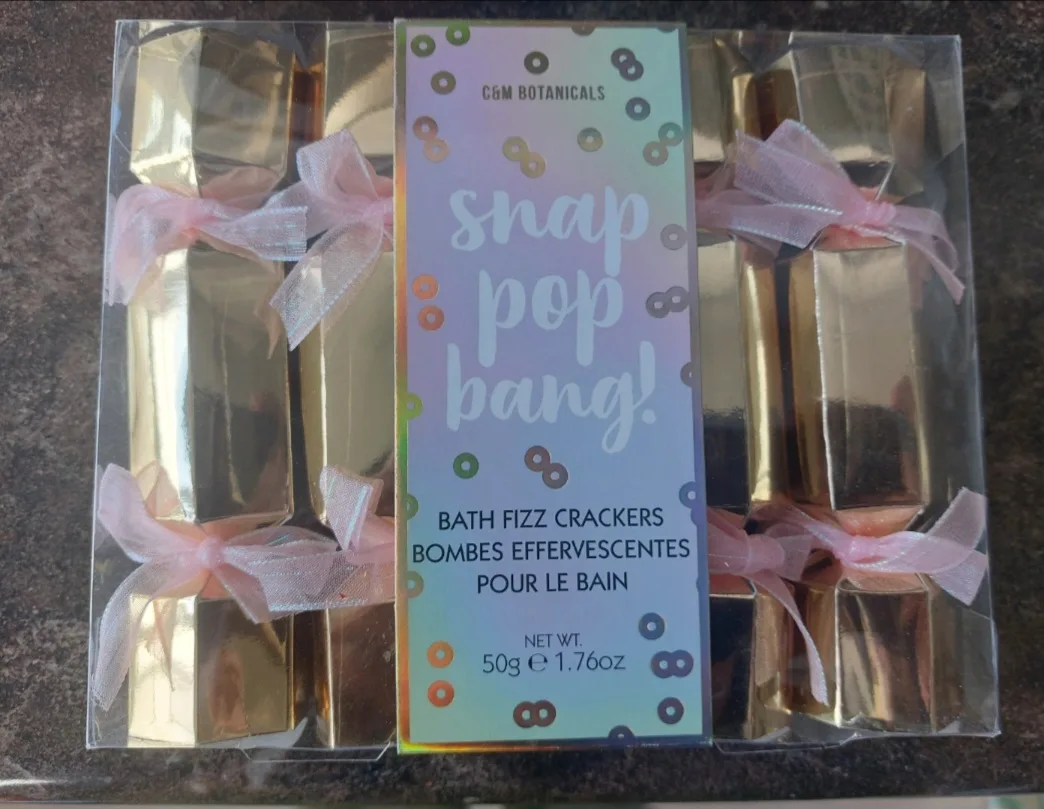 C&M BOTANICALS
snap
pop
bang!
BATH FIZZ CRACKERS
BOMBES EFFERVESCENTES
POUR LE BAIN
NET WT.
50g ℮ 1.76oz